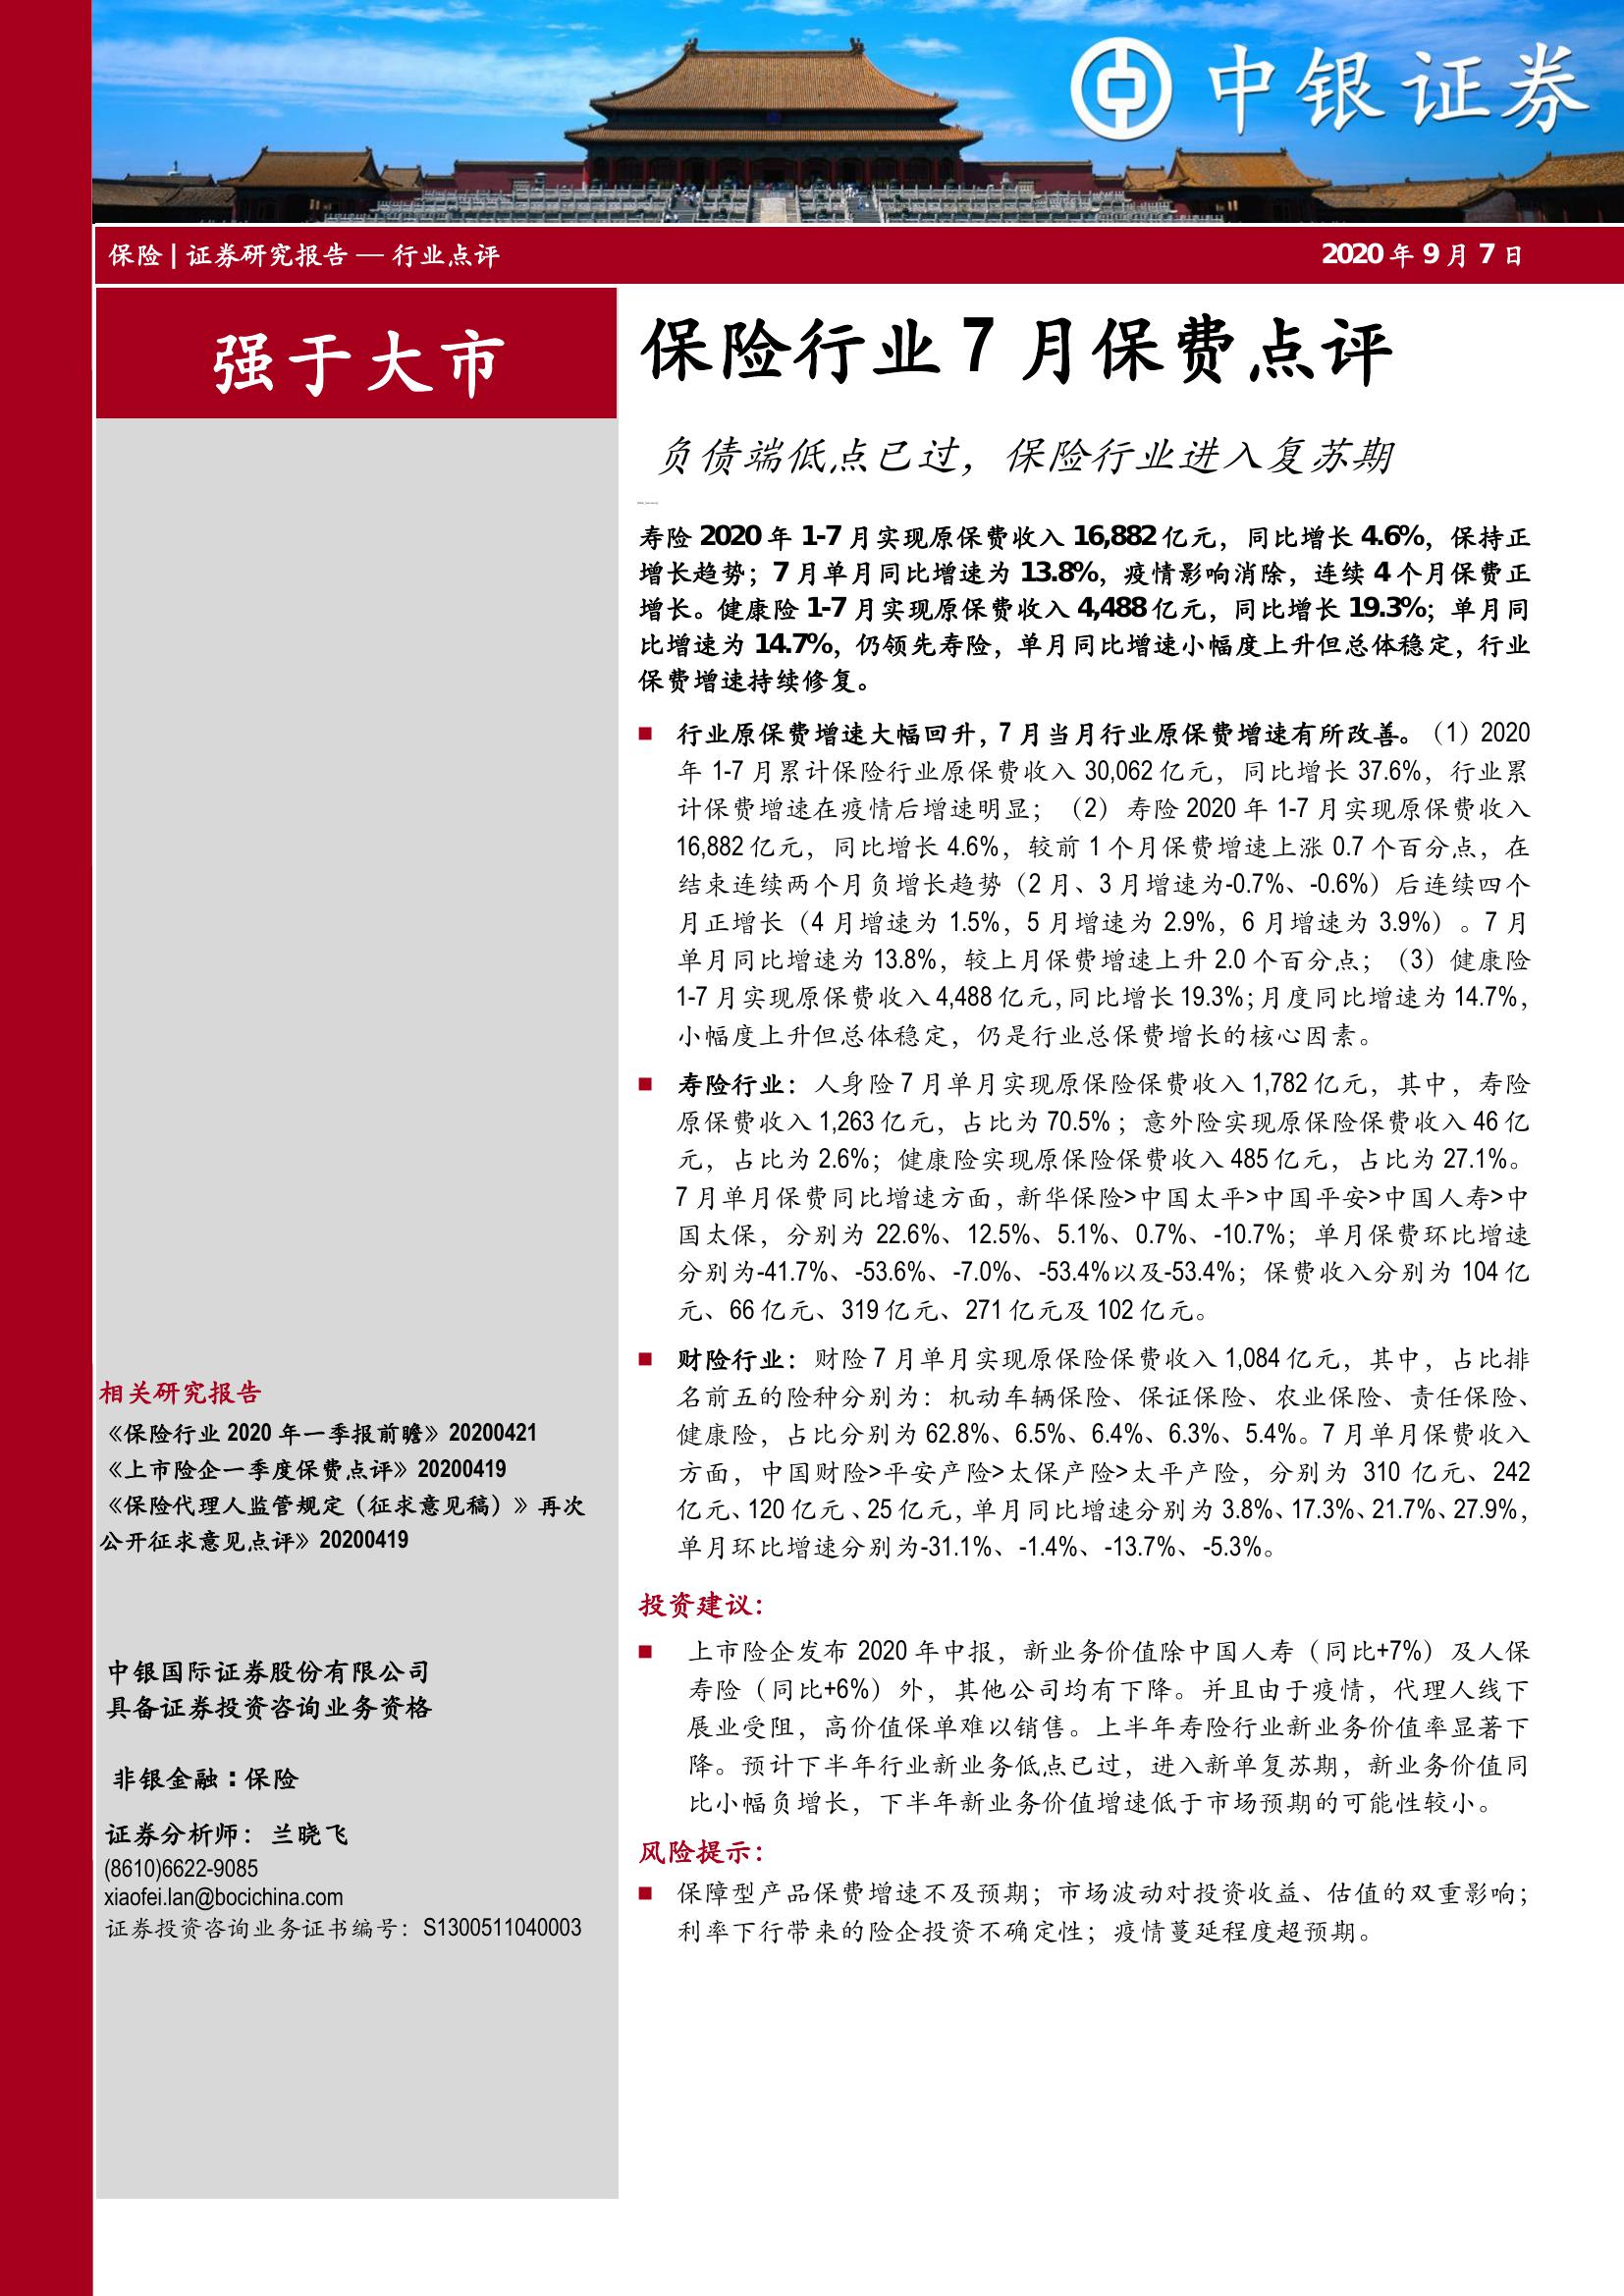 中银证券
保险 | 证券研究报告 — 行业点评
2020 年 9 月 7 日
强于大市
保险行业 7 月保费点评
负债端低点已过，保险行业进入复苏期
寿险 2020 年 1-7 月实现原保费收入 16,882 亿元，同比增长 4.6%，保持正
增长趋势；7 月单月同比增速为 13.8%，疫情影响消除，连续 4 个月保费正
增长。健康险 1-7 月实现原保费收入 4,488 亿元，同比增长 19.3%；单月同
比增速为 14.7%，仍领先寿险，单月同比增速小幅度上升但总体稳定，行业
保费增速持续修复。
■ 行业原保费增速大幅回升，7 月当月行业原保费增速有所改善。（1）2020
年 1-7 月累计保险行业原保费收入 30,062 亿元，同比增长 37.6%，行业累
计保费增速在疫情后增速明显；（2）寿险 2020 年 1-7 月实现原保费收入
16,882 亿元，同比增长 4.6%，较前 1 个月保费增速上涨 0.7 个百分点，在
结束连续两个月负增长趋势（2 月、3 月增速为-0.7%、-0.6%）后连续四个
月正增长（4 月增速为 1.5%，5 月增速为 2.9%，6 月增速为 3.9%）。7 月
单月同比增速为 13.8%，较上月保费增速上升 2.0 个百分点；（3）健康险
1-7 月实现原保费收入 4,488 亿元，同比增长 19.3%；月度同比增速为 14.7%，
小幅度上升但总体稳定，仍是行业总保费增长的核心因素。
■ 寿险行业：人身险 7 月单月实现原保险保费收入 1,782 亿元，其中，寿险
原保费收入 1,263 亿元，占比为 70.5%；意外险实现原保险保费收入 46 亿
元，占比为 2.6%；健康险实现原保险保费收入 485 亿元，占比为 27.1%。
7 月单月保费同比增速方面，新华保险>中国太平>中国平安>中国人寿>中
国太保，分别为 22.6%、12.5%、5.1%、0.7%、-10.7%；单月保费环比增速
分别为-41.7%、-53.6%、-7.0%、-53.4%以及-53.4%；保费收入分别为 104 亿
元、66 亿元、319 亿元、271 亿元及 102 亿元。
■ 财险行业：财险 7 月单月实现原保险保费收入 1,084 亿元，其中，占比排
名前五的险种分别为：机动车辆保险、保证保险、农业保险、责任保险、
健康险，占比分别为 62.8%、6.5%、6.4%、6.3%、5.4%。7 月单月保费收入
方面，中国财险>平安产险>太保产险>太平产险，分别为 310 亿元、242
亿元、120 亿元、25 亿元，单月同比增速分别为 3.8%、17.3%、21.7%、27.9%，
单月环比增速分别为-31.1%、-1.4%、-13.7%、-5.3%。
投资建议：
■ 上市险企发布 2020 年中报，新业务价值除中国人寿（同比+7%）及人保
寿险（同比+6%）外，其他公司均有下降。并且由于疫情，代理人线下
展业受阻，高价值保单难以销售。上半年寿险行业新业务价值率显著下
降。预计下半年行业新业务低点已过，进入新单复苏期，新业务价值同
比小幅负增长，下半年新业务价值增速低于市场预期的可能性较小。
风险提示：
■ 保障型产品保费增速不及预期；市场波动对投资收益、估值的双重影响；
利率下行带来的险企投资不确定性；疫情蔓延程度超预期。
相关研究报告
《保险行业 2020 年一季报前瞻》20200421
《上市险企一季度保费点评》20200419
《保险代理人监管规定（征求意见稿）》再次
公开征求意见点评》20200419
中银国际证券股份有限公司
具备证券投资咨询业务资格
非银金融：保险
证券分析师：兰晓飞
(8610)6622-9085
xiaofei.lan@bocichina.com
证券投资咨询业务证书编号：S1300511040003